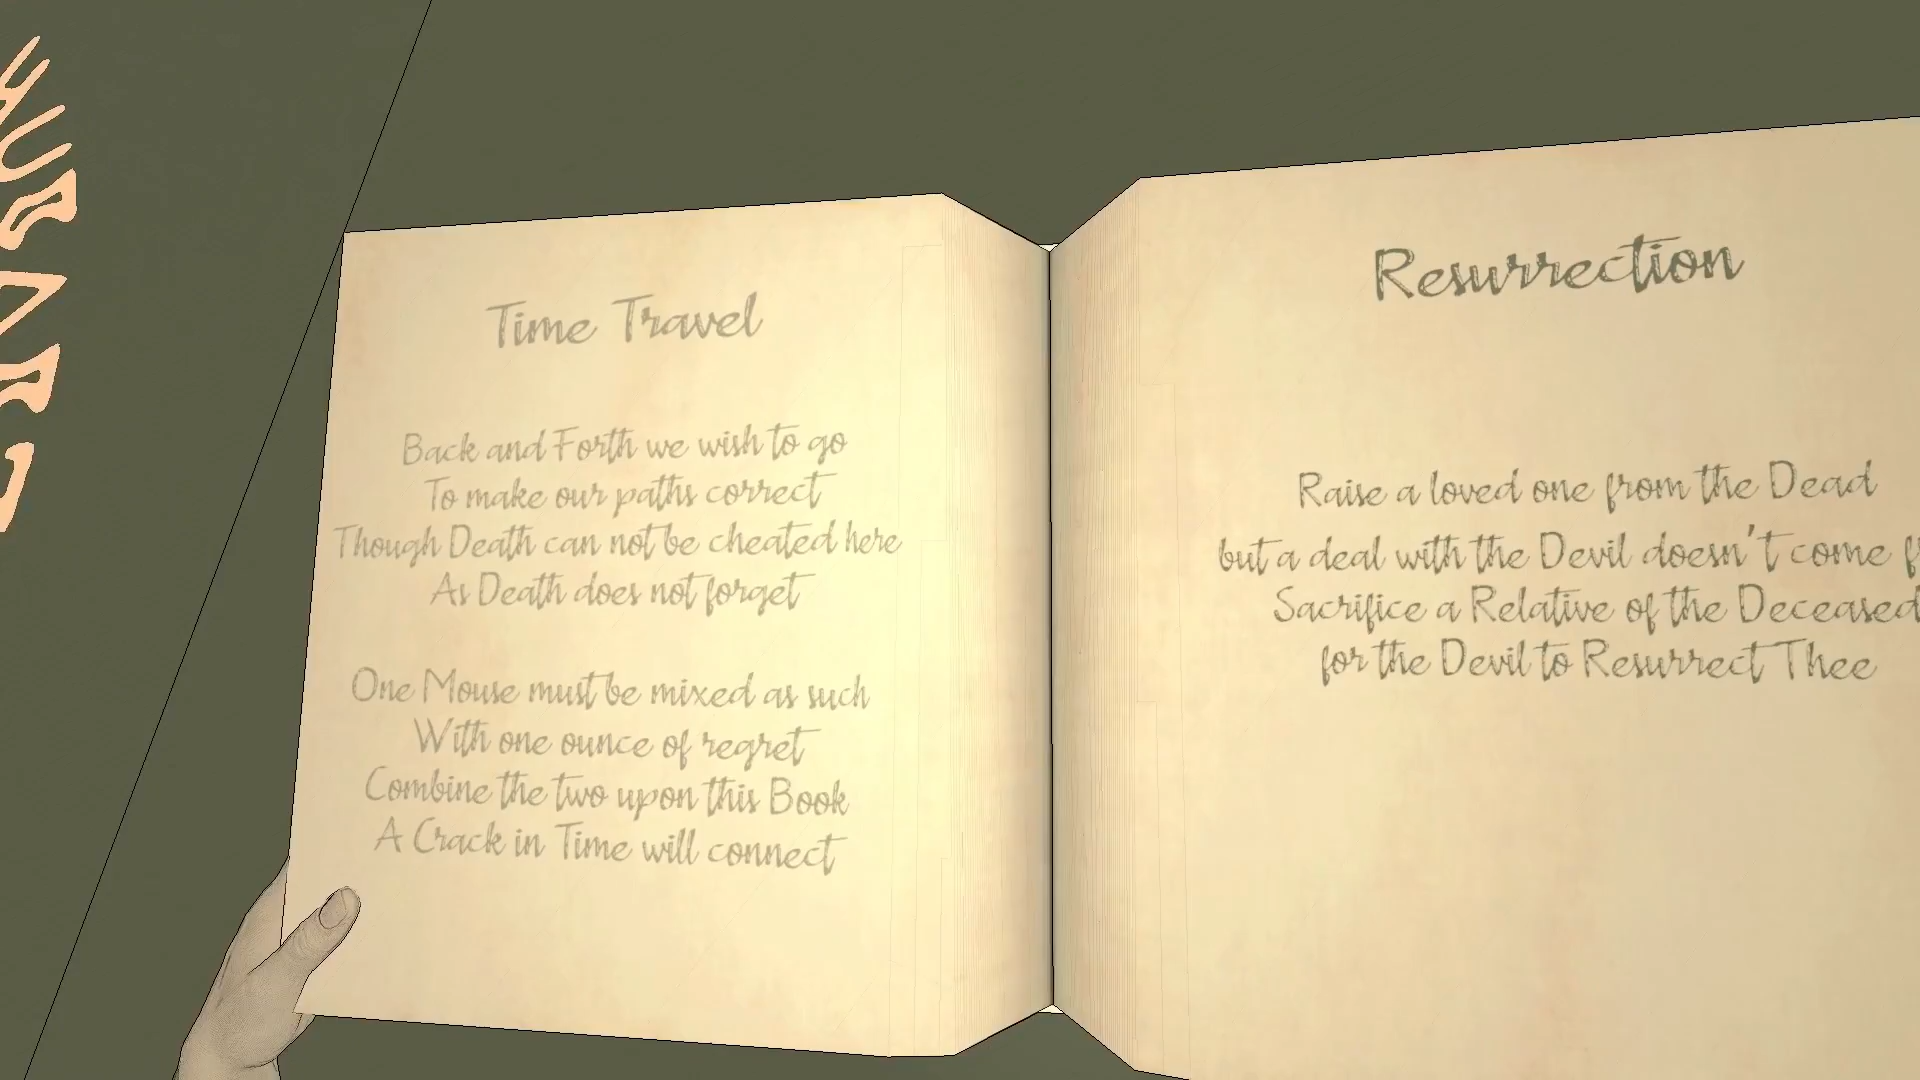 Time Travel
Back and Forth we wish to go
To make our paths correct
Though Death can not be cheated here
As Death does not forget
One Mouse must be mixed as such
With one ounce of regret
Combine the two upon this Book
A Crack in Time will connect
Resurrection
Raise a loved one from the Dead
but a deal with the Devil doesn't come
Sacrifice a Relative of the Deceased
for the Devil to Resurrect Thee